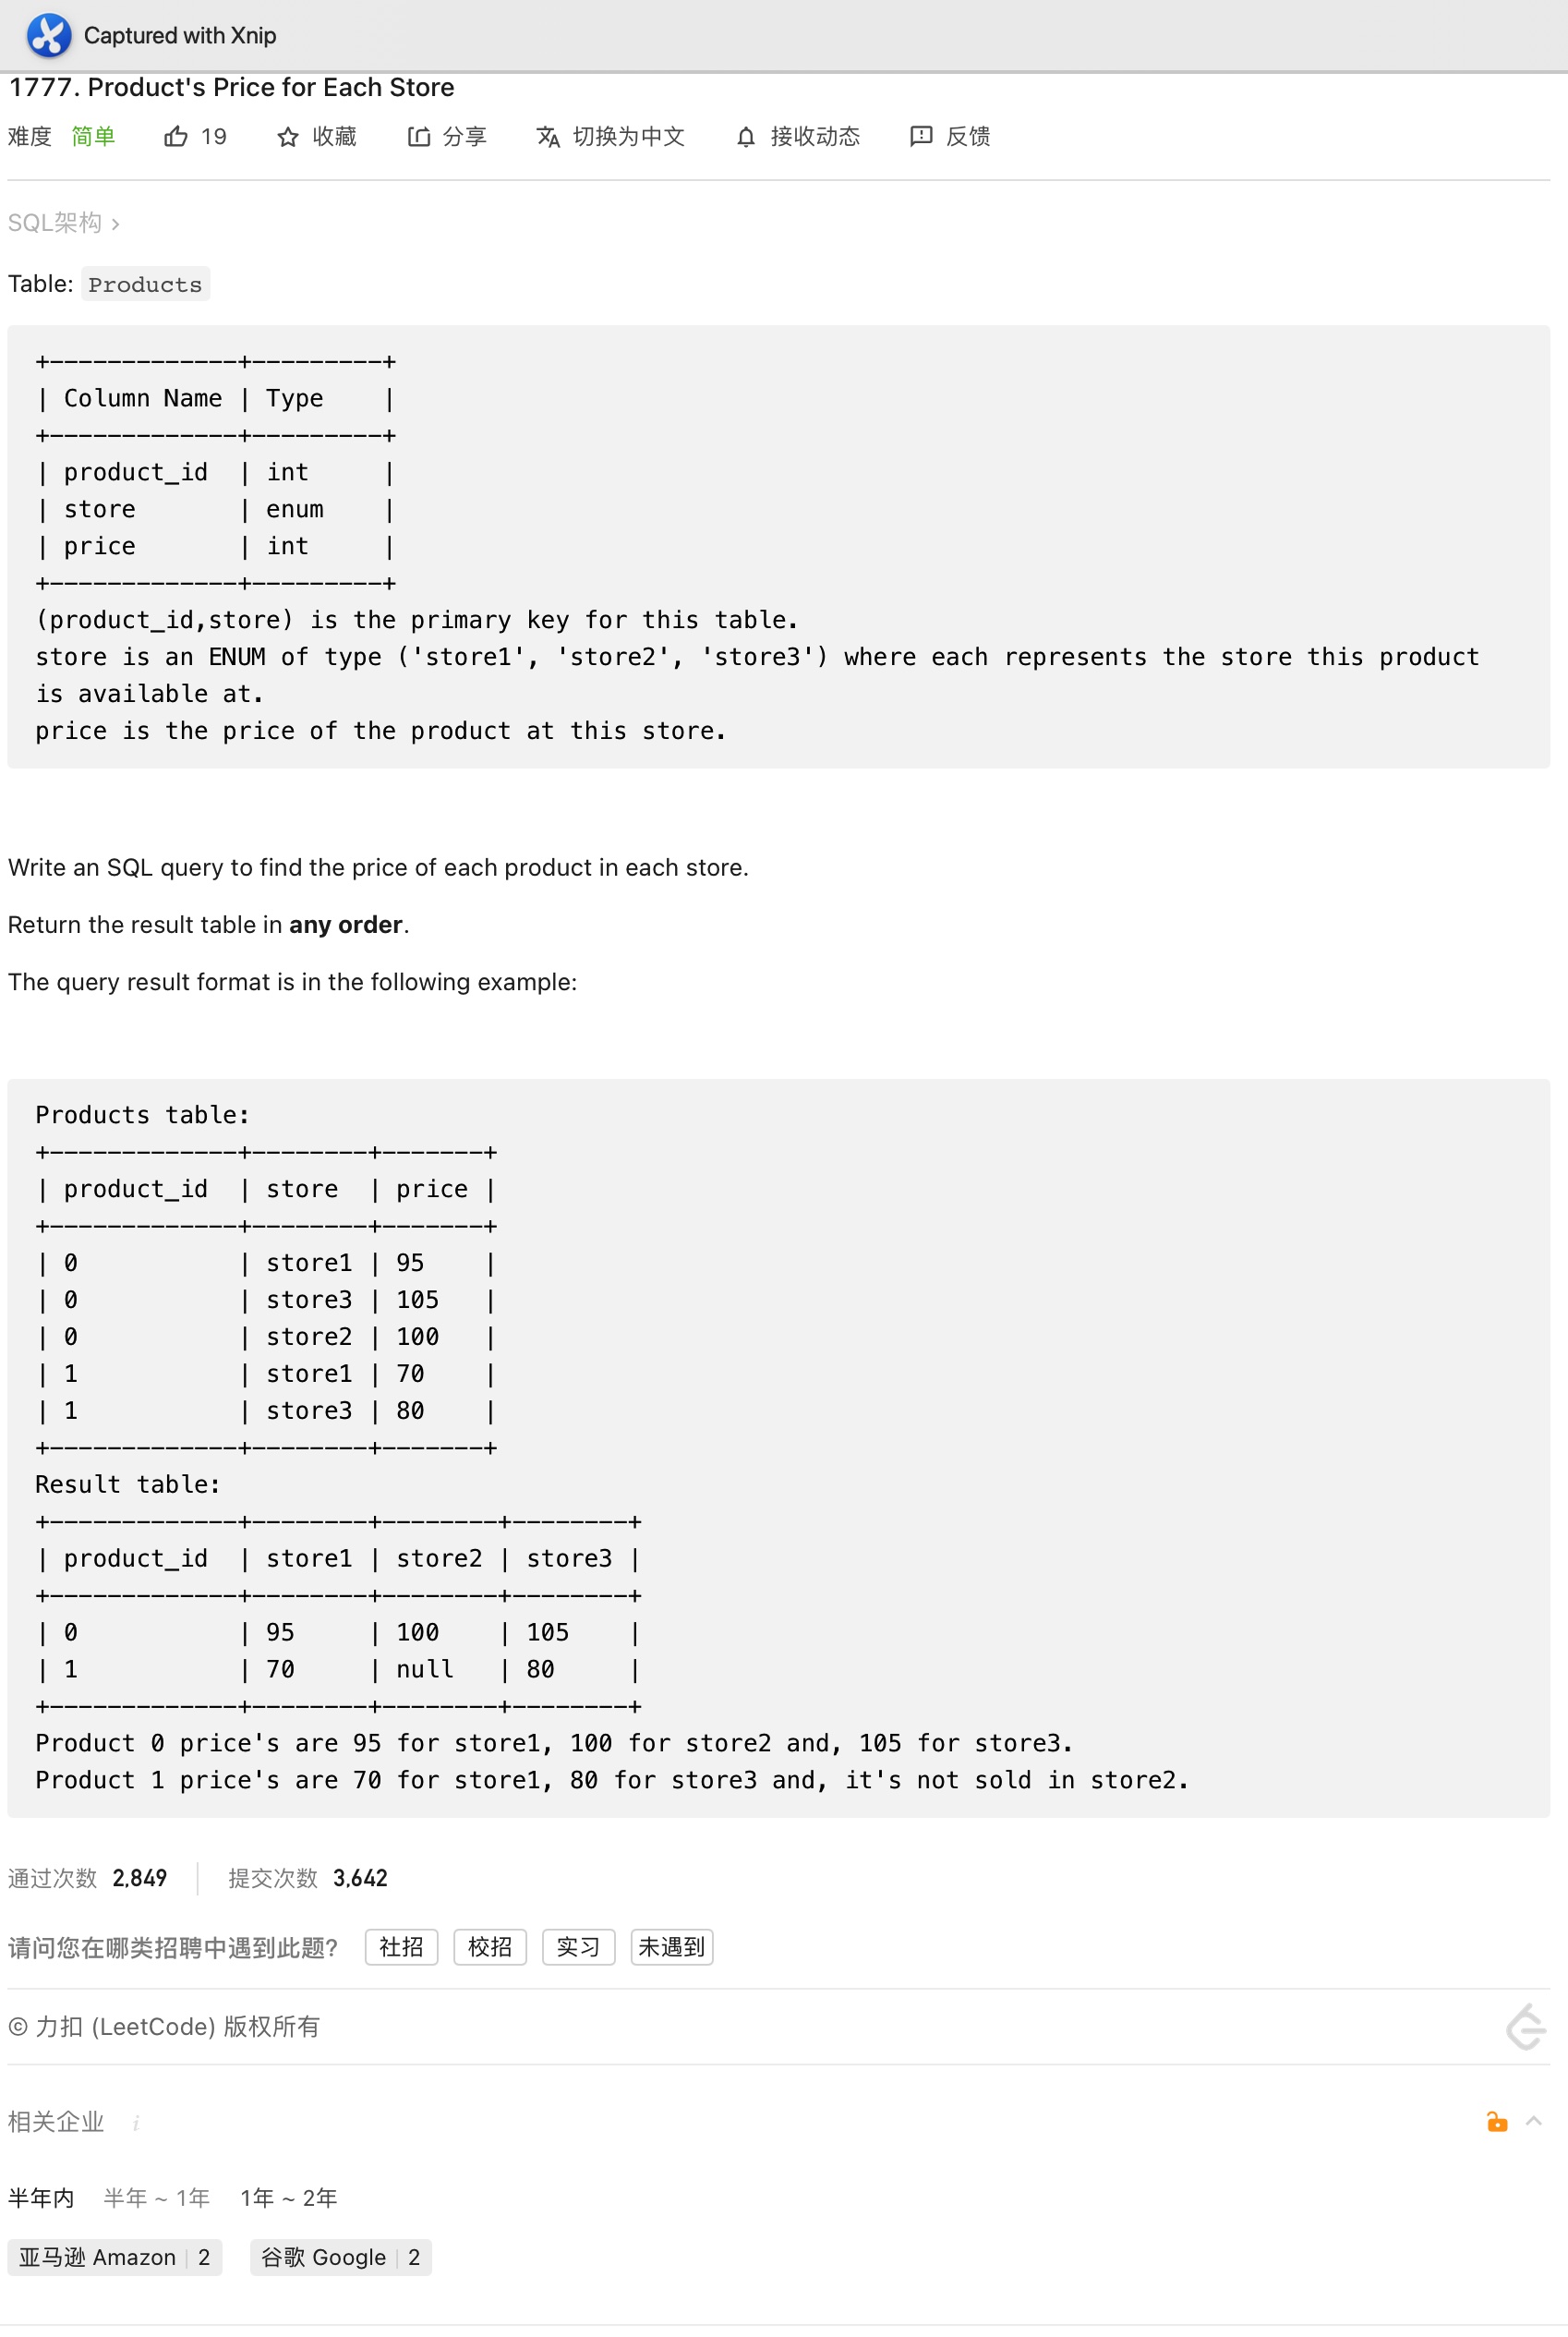 Captured with Xnip
1777. Product's Price for Each Store
难度 简单 19 收藏 分享 切换为中文 接收动态 反馈
SQL架构 ›
Table: Products
+-------------+---------+
| Column Name | Type    |
+-------------+---------+
| product_id  | int     |
| store       | enum    |
| price       | int     |
+-------------+---------+
(product_id,store) is the primary key for this table.
store is an ENUM of type ('store1', 'store2', 'store3') where each represents the store this product
is available at.
price is the price of the product at this store.
Write an SQL query to find the price of each product in each store.
Return the result table in any order.
The query result format is in the following example:
Products table:
+-------------+--------+-------+
| product_id  | store  | price |
+-------------+--------+-------+
| 0           | store1 | 95    |
| 0           | store3 | 105   |
| 0           | store2 | 100   |
| 1           | store1 | 70    |
| 1           | store3 | 80    |
+-------------+--------+-------+
Result table:
+-------------+--------+--------+--------+
| product_id  | store1 | store2 | store3 |
+-------------+--------+--------+--------+
| 0           | 95     | 100    | 105    |
| 1           | 70     | null   | 80     |
+-------------+--------+--------+--------+
Product 0 price's are 95 for store1, 100 for store2 and, 105 for store3.
Product 1 price's are 70 for store1, 80 for store3 and, it's not sold in store2.
通过次数 2,849 提交次数 3,642
请问您在哪类招聘中遇到此题? 社招 校招 实习 未遇到
© 力扣 (LeetCode) 版权所有
相关企业 i
半年内 半年 ~ 1年 1年 ~ 2年
亚马逊 Amazon | 2 谷歌 Google | 2